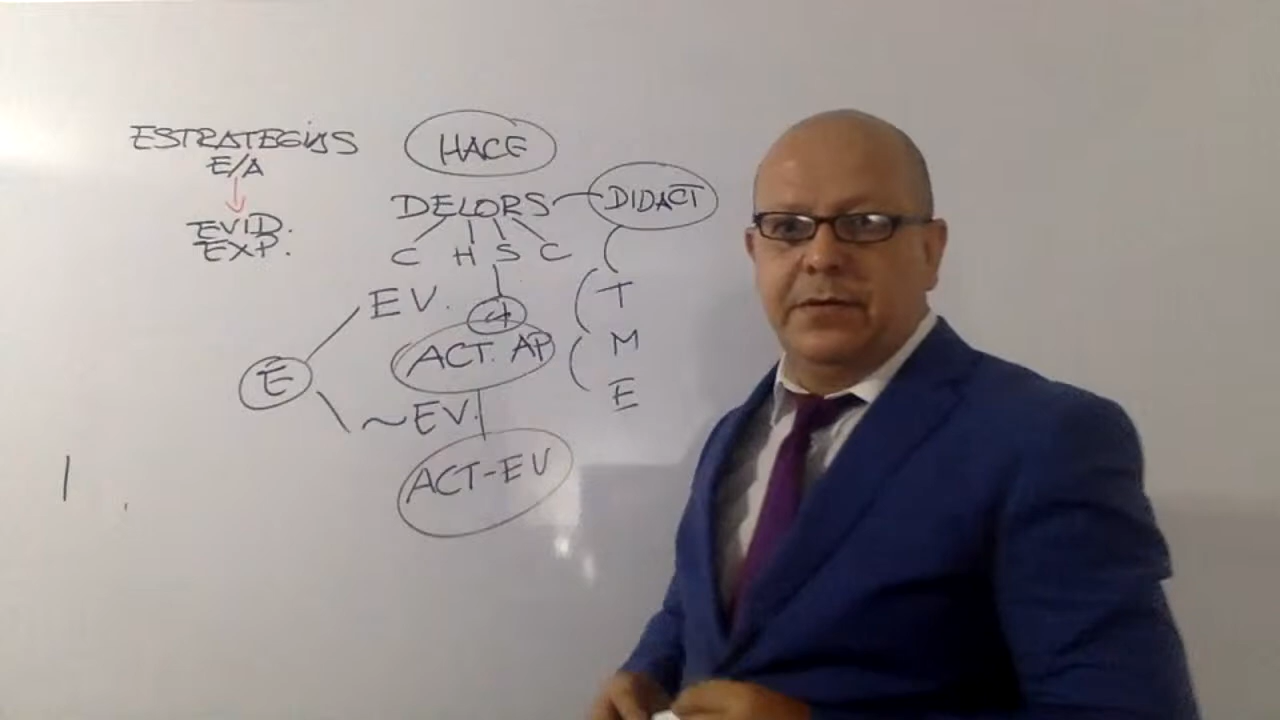 ESTRATEGIAS
E/A
EVID.
EXP.
HACE
DELORS
DIDACT
C H S C
EV.
4
ACT. AP
E
~EV.
ACT-EV
T
M
E